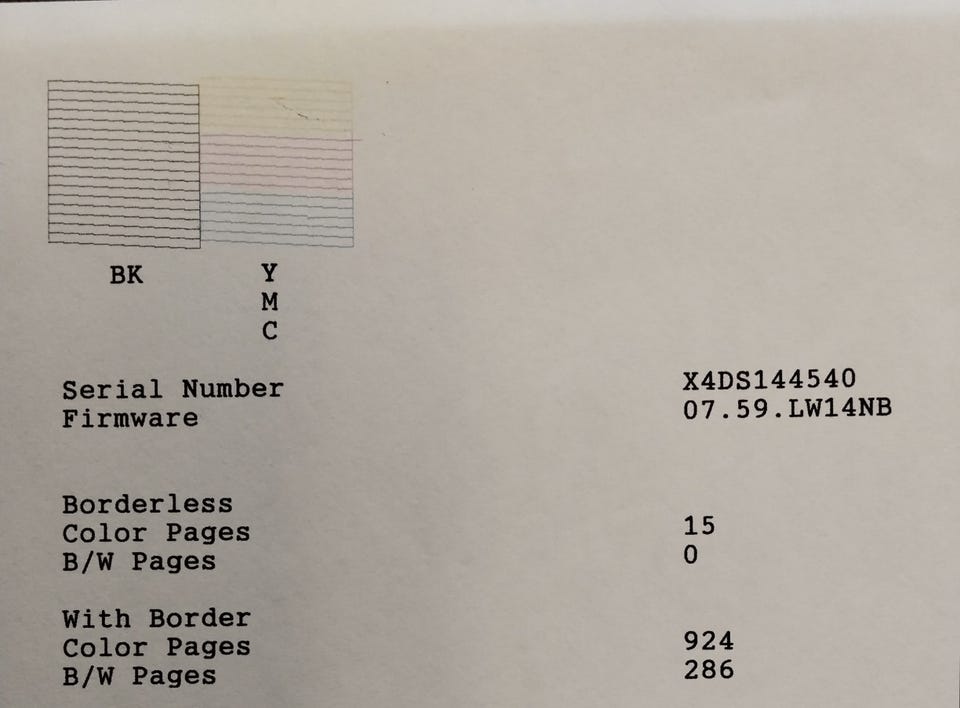 BK Y
M
C
Serial Number X4DS144540
Firmware 07.59.LW14NB
Borderless
Color Pages 15
B/W Pages 0
With Border
Color Pages 924
B/W Pages 286